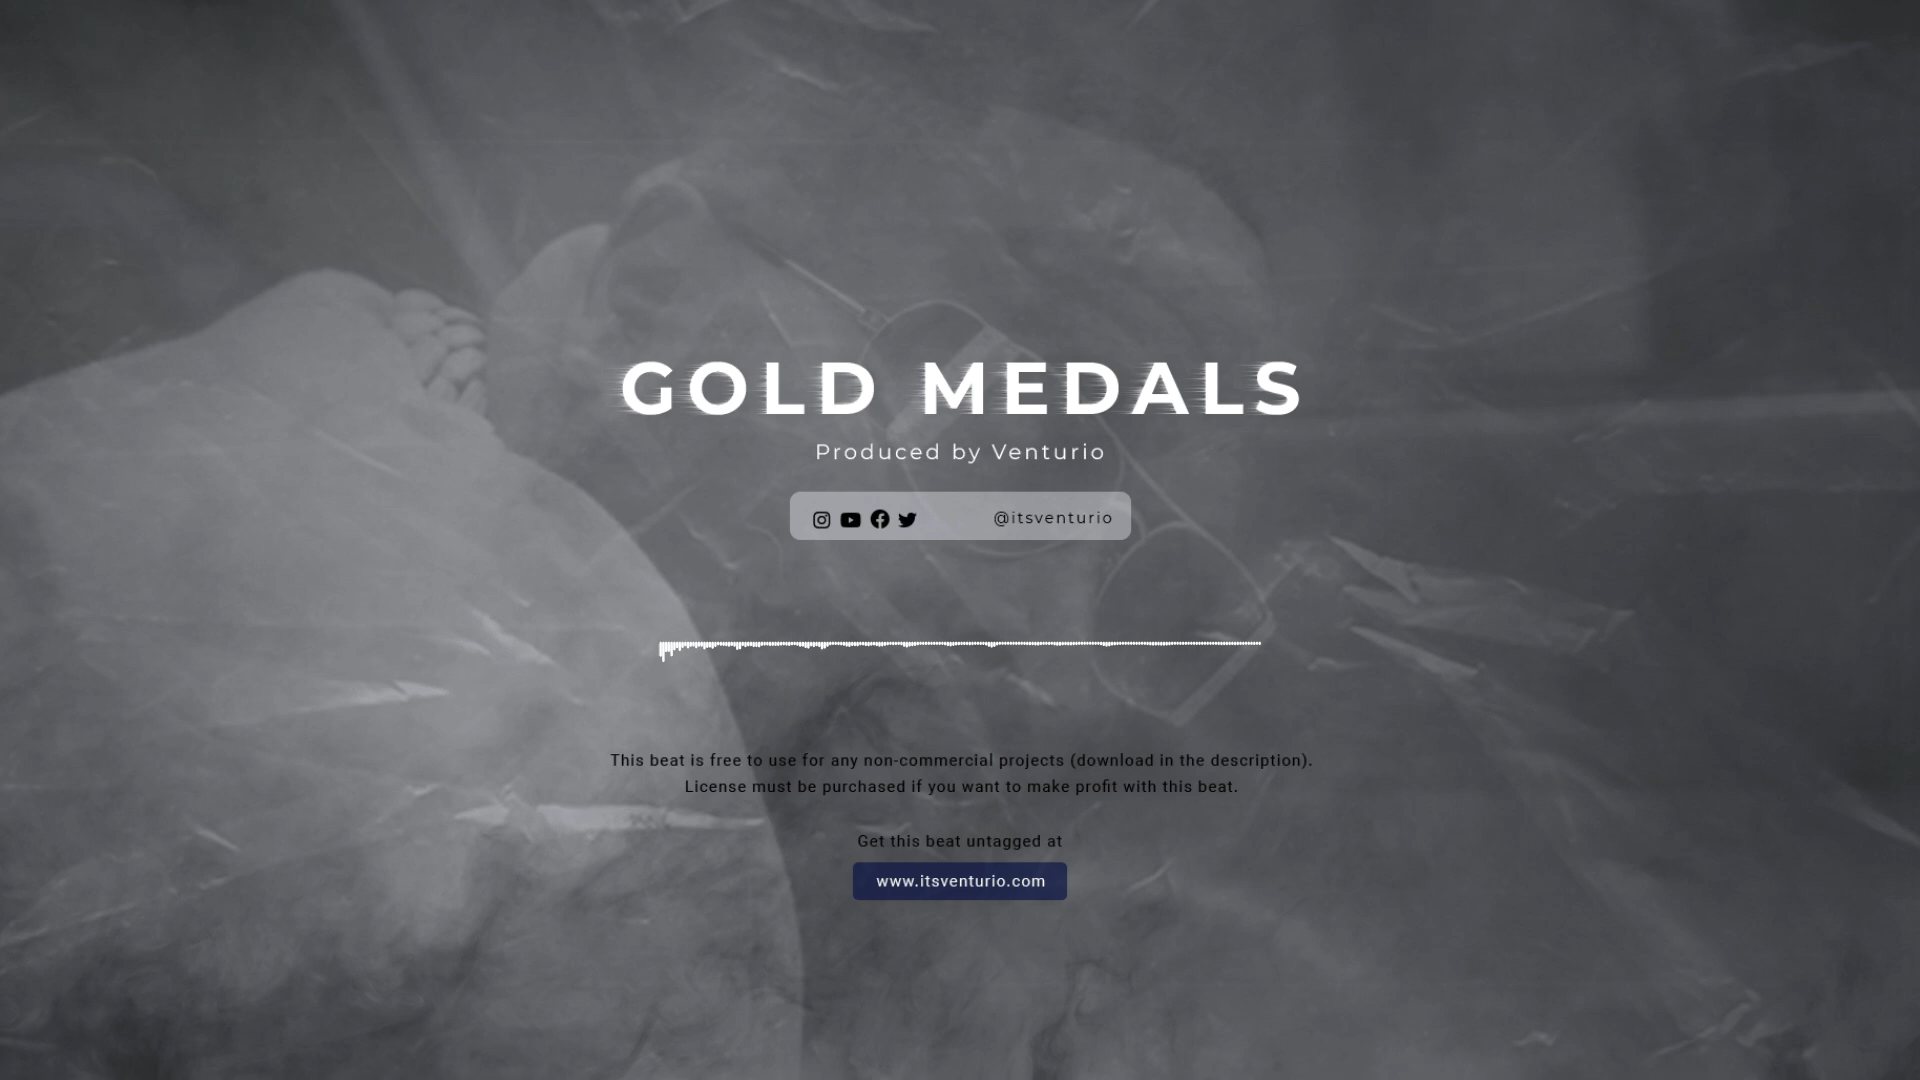 GOLD MEDALS
Produced by Venturio
@itsventurio
This beat is free to use for any non-commercial projects (download in the description).
License must be purchased if you want to make profit with this beat.
Get this beat untagged at
www.itsventurio.com